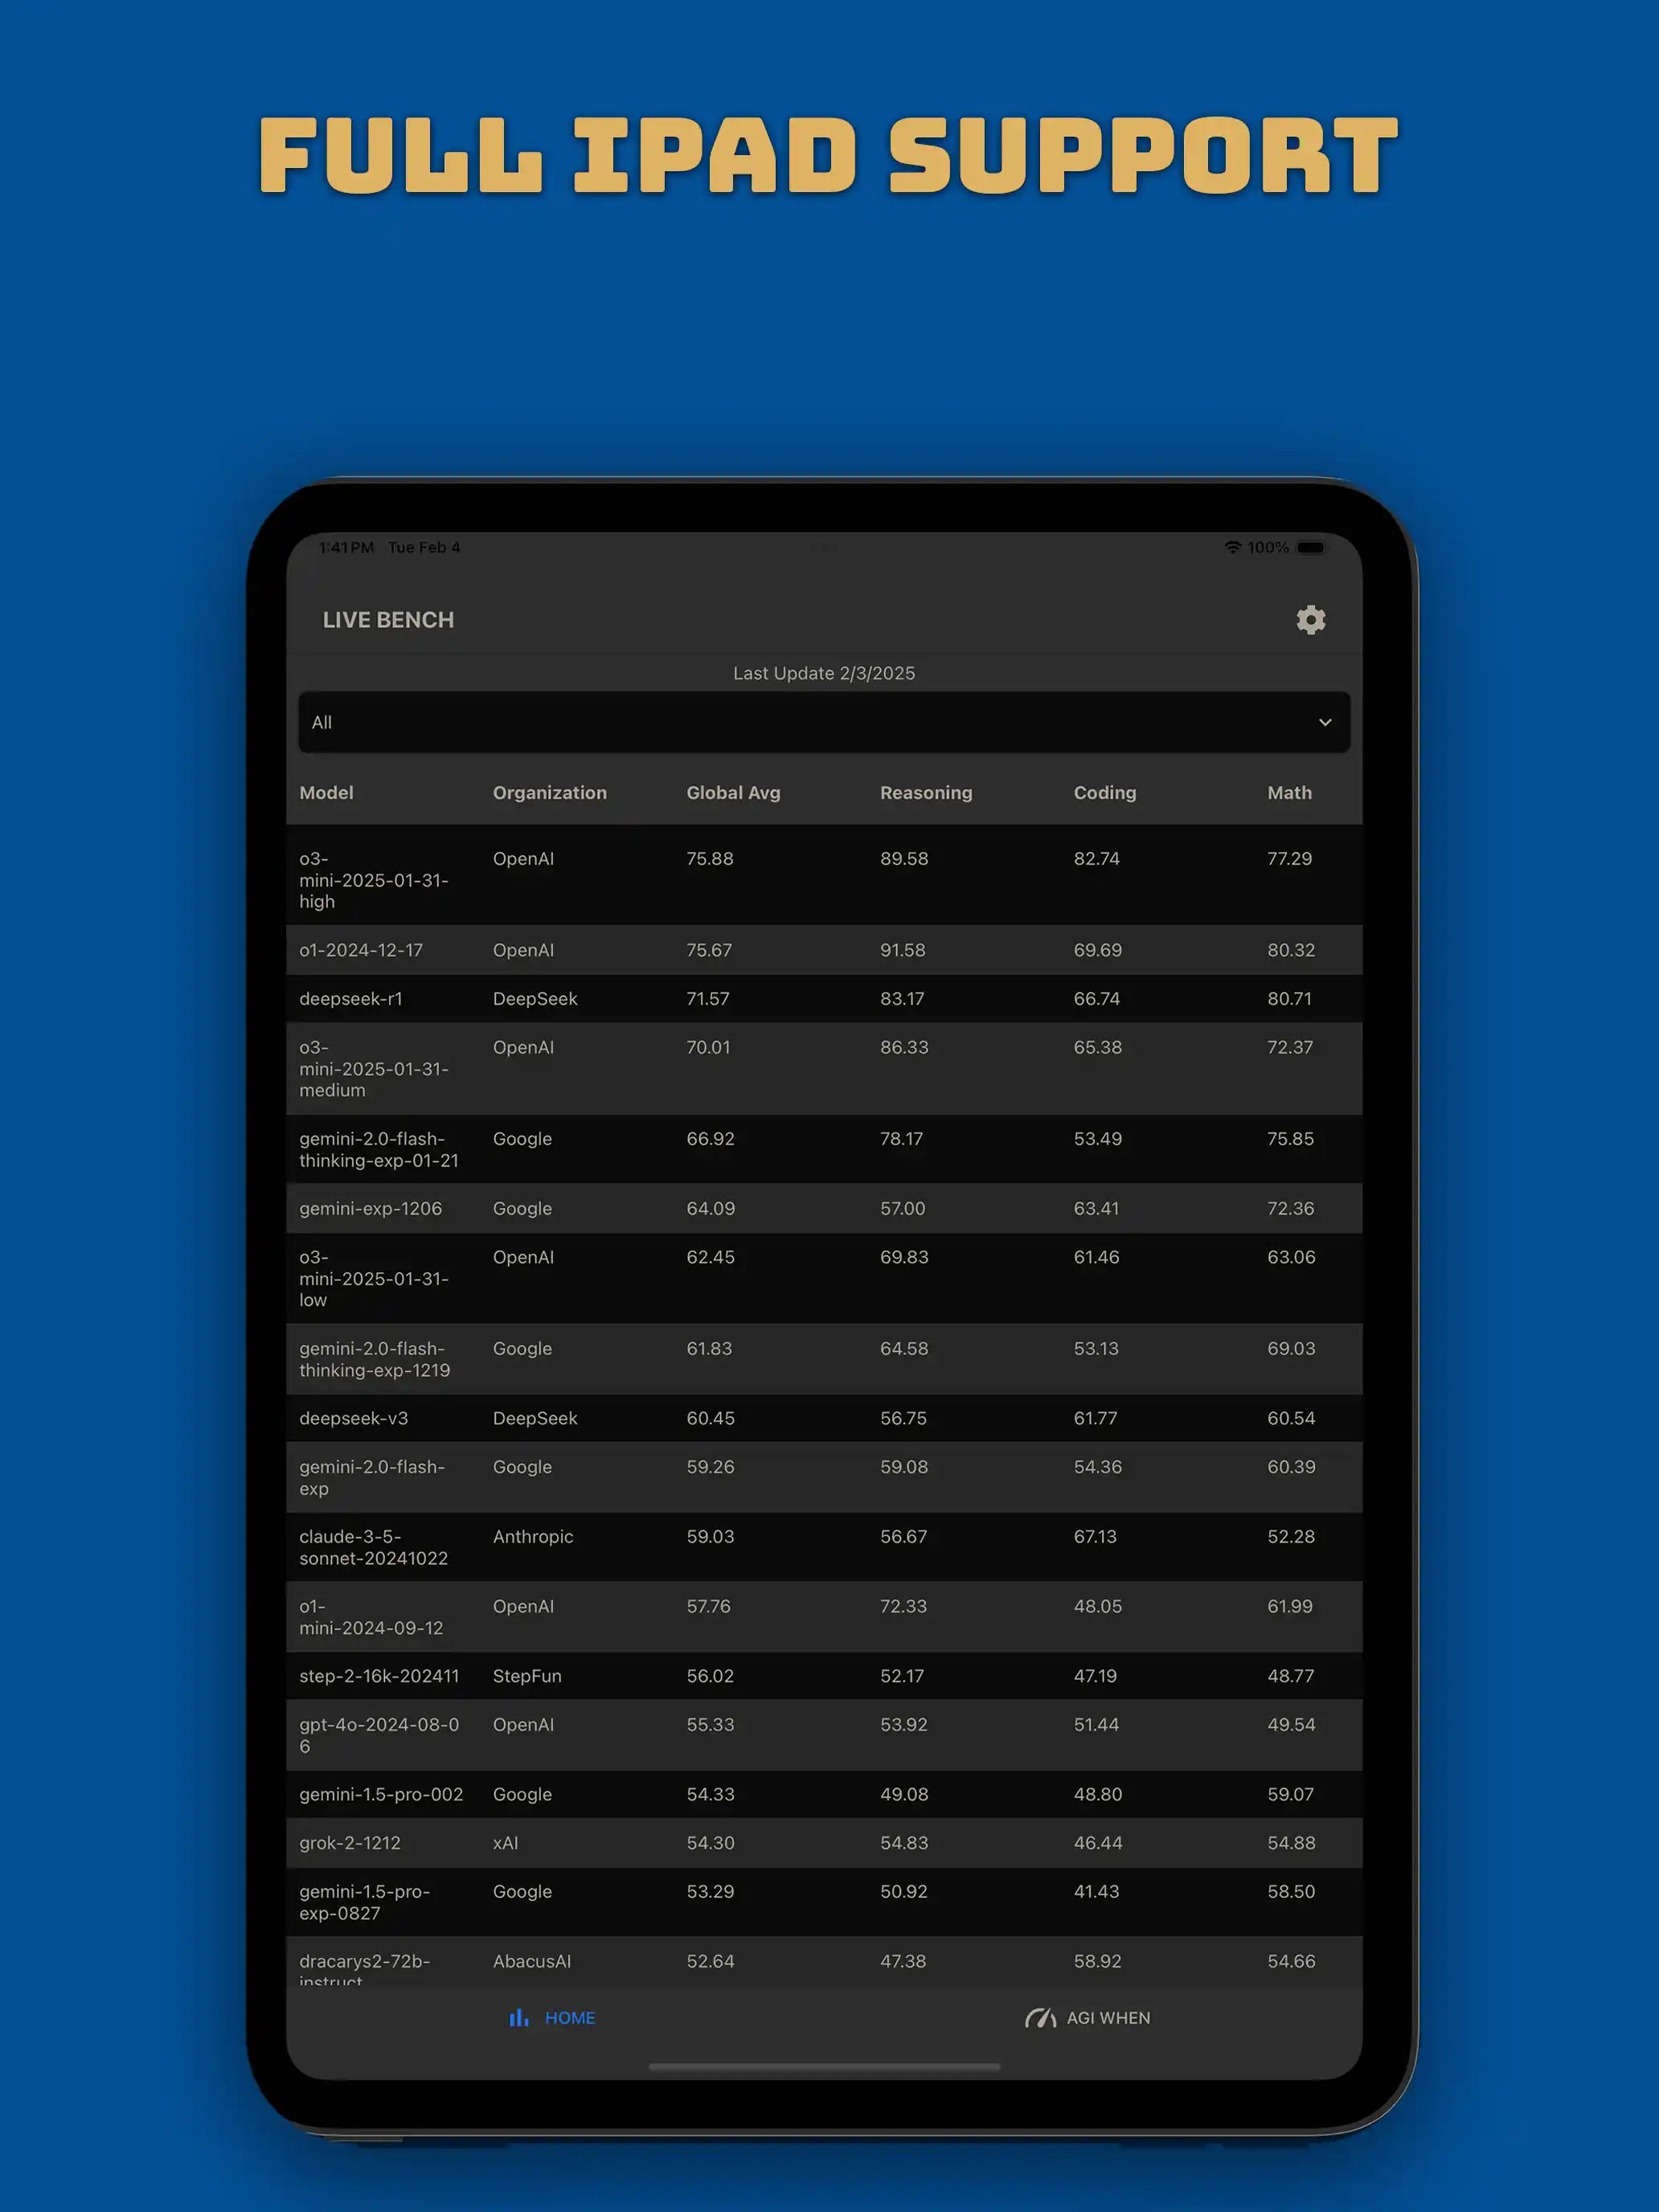 FULL IPAD SUPPORT
1:41 PM Tue Feb 4
100%
LIVE BENCH
Last Update 2/3/2025
All
Model Organization Global Avg Reasoning Coding Math
o3- OpenAI 75.88 89.58 82.74 77.29
mini-2025-01-31-
high
o1-2024-12-17 OpenAI 75.67 91.58 69.69 80.32
deepseek-r1 DeepSeek 71.57 83.17 66.74 80.71
o3- OpenAI 70.01 86.33 65.38 72.37
mini-2025-01-31-
medium
gemini-2.0-flash- Google 66.92 78.17 53.49 75.85
thinking-exp-01-21
gemini-exp-1206 Google 64.09 57.00 63.41 72.36
o3- OpenAI 62.45 69.83 61.46 63.06
mini-2025-01-31-
low
gemini-2.0-flash- Google 61.83 64.58 53.13 69.03
thinking-exp-1219
deepseek-v3 DeepSeek 60.45 56.75 61.77 60.54
gemini-2.0-flash- Google 59.26 59.08 54.36 60.39
exp
claude-3-5- Anthropic 59.03 56.67 67.13 52.28
sonnet-20241022
o1- OpenAI 57.76 72.33 48.05 61.99
mini-2024-09-12
step-2-16k-202411 StepFun 56.02 52.17 47.19 48.77
gpt-4o-2024-08-0 OpenAI 55.33 53.92 51.44 49.54
6
gemini-1.5-pro-002 Google 54.33 49.08 48.80 59.07
grok-2-1212 xAI 54.30 54.83 46.44 54.88
gemini-1.5-pro- Google 53.29 50.92 41.43 58.50
exp-0827
dracarys2-72b- AbacusAI 52.64 47.38 58.92 54.66
instruct
HOME AGI WHEN